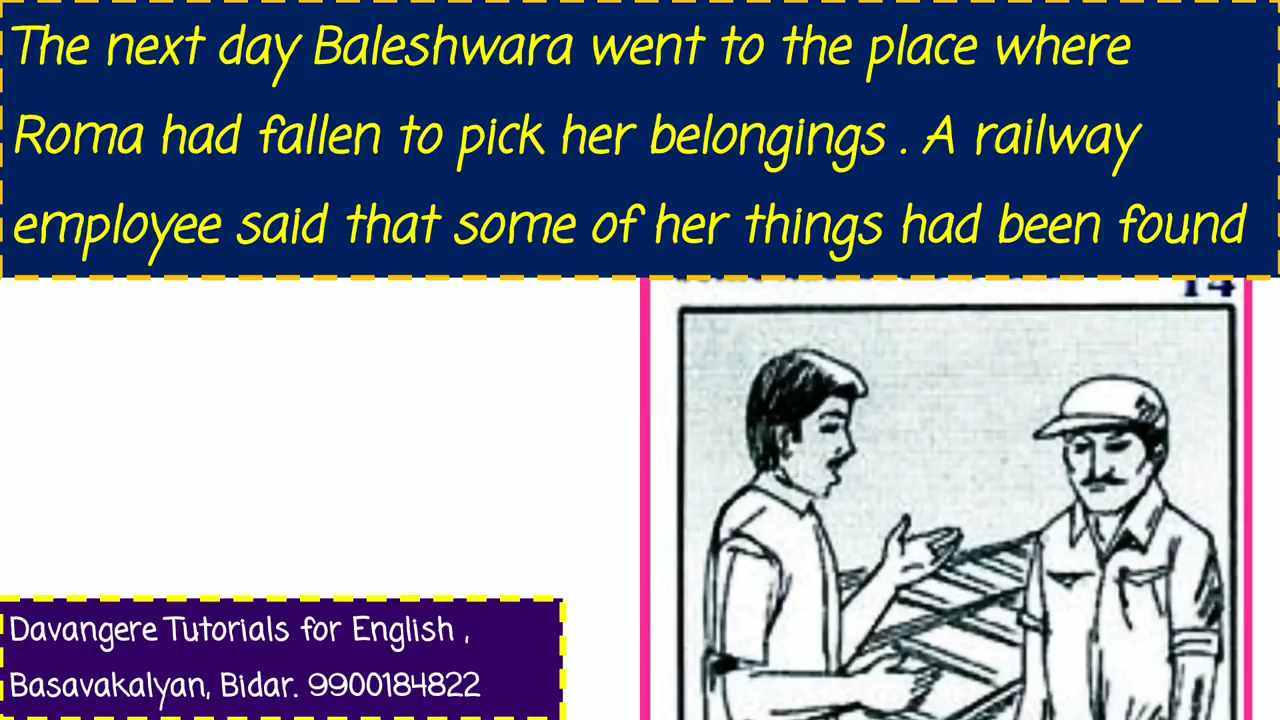 The next day Baleshwara went to the place where
Roma had fallen to pick her belongings . A railway
employee said that some of her things had been found
14
Davangere Tutorials for English ,
Basavakalyan, Bidar. 9900184822